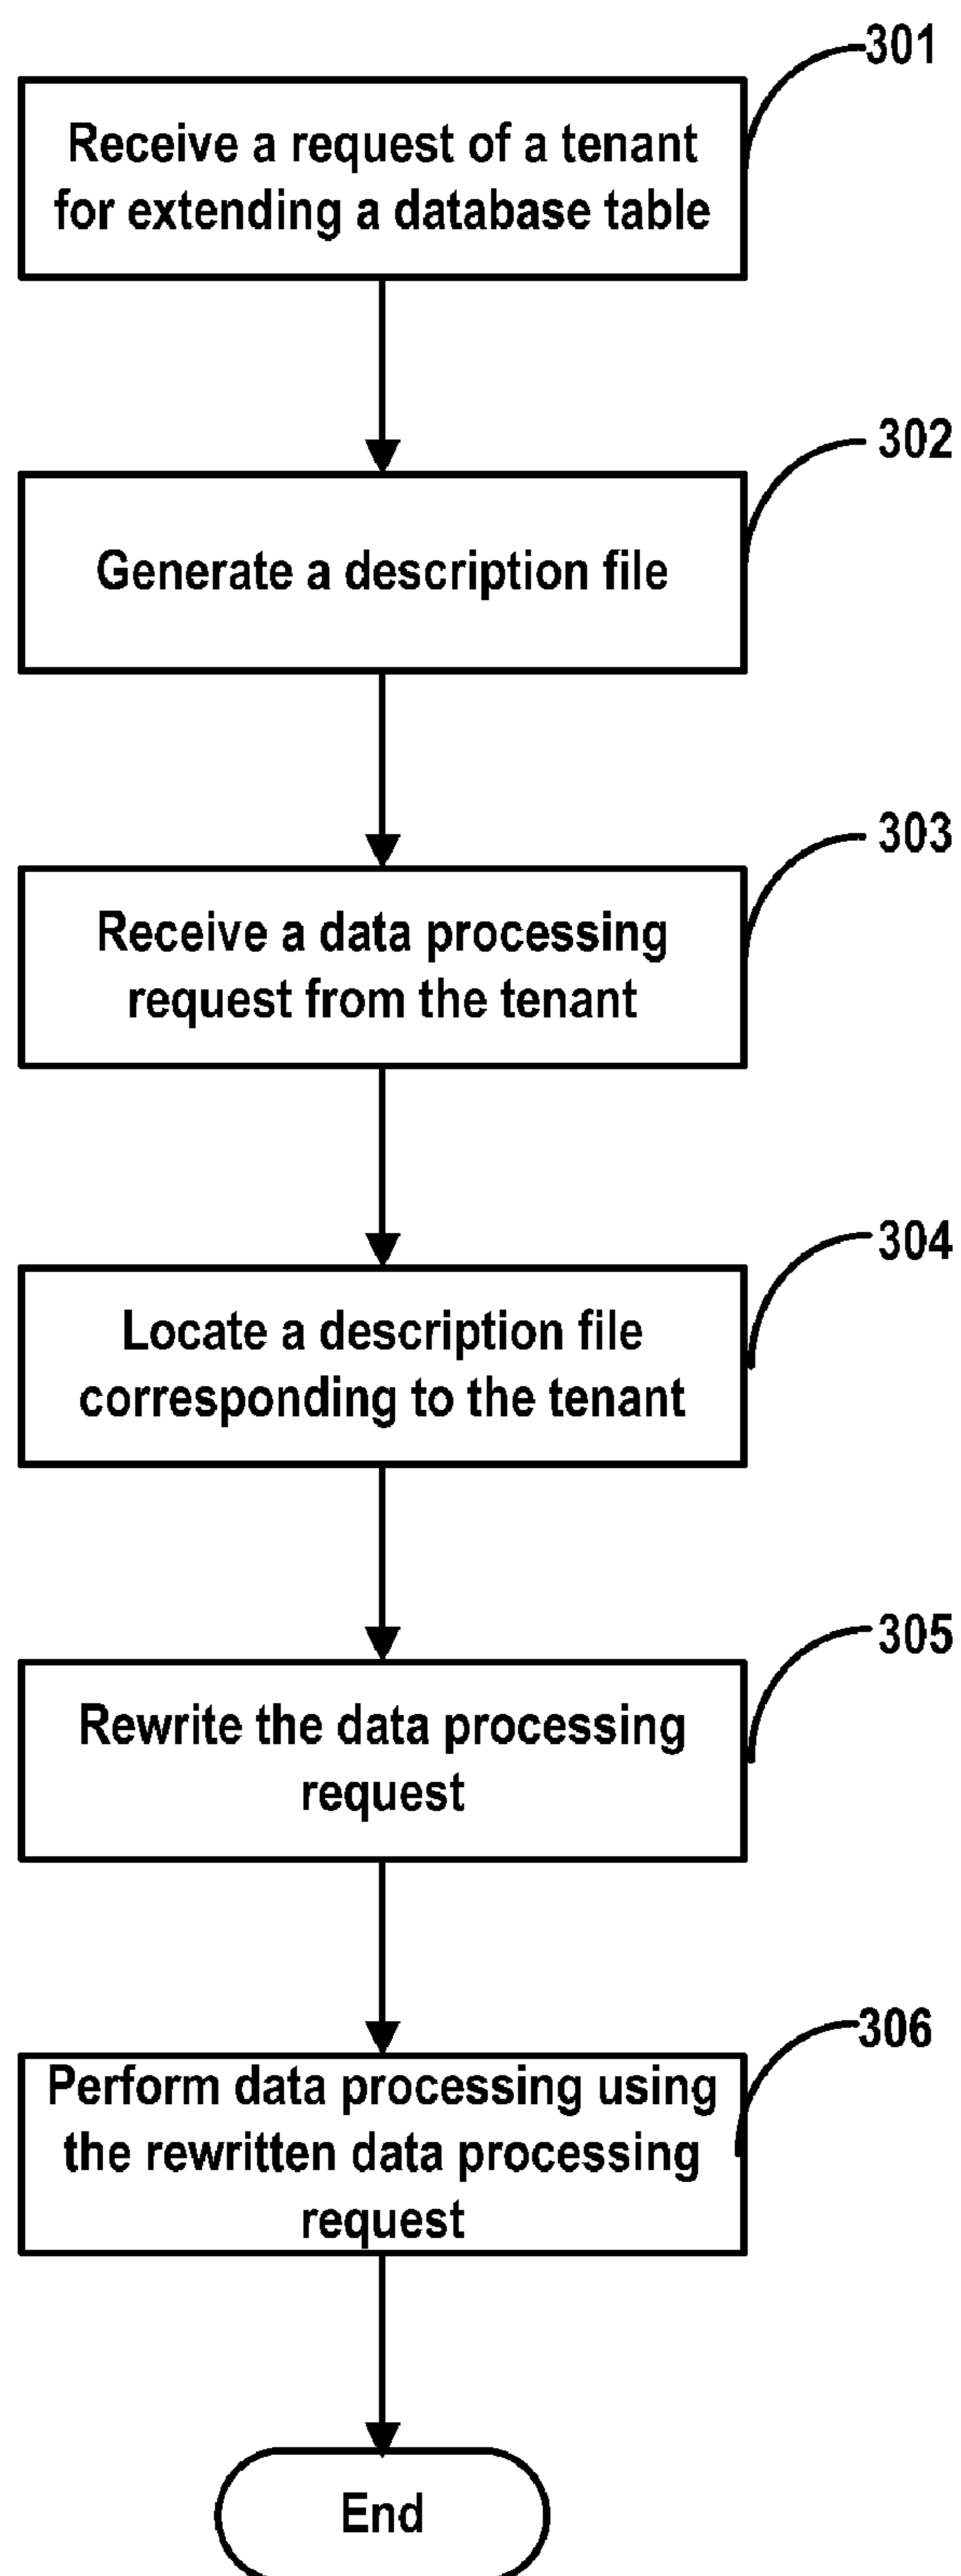 301
Receive a request of a tenant
for extending a database table
302
Generate a description file
303
Receive a data processing
request from the tenant
304
Locate a description file
corresponding to the tenant
305
Rewrite the data processing
request
306
Perform data processing using
the rewritten data processing
request
End